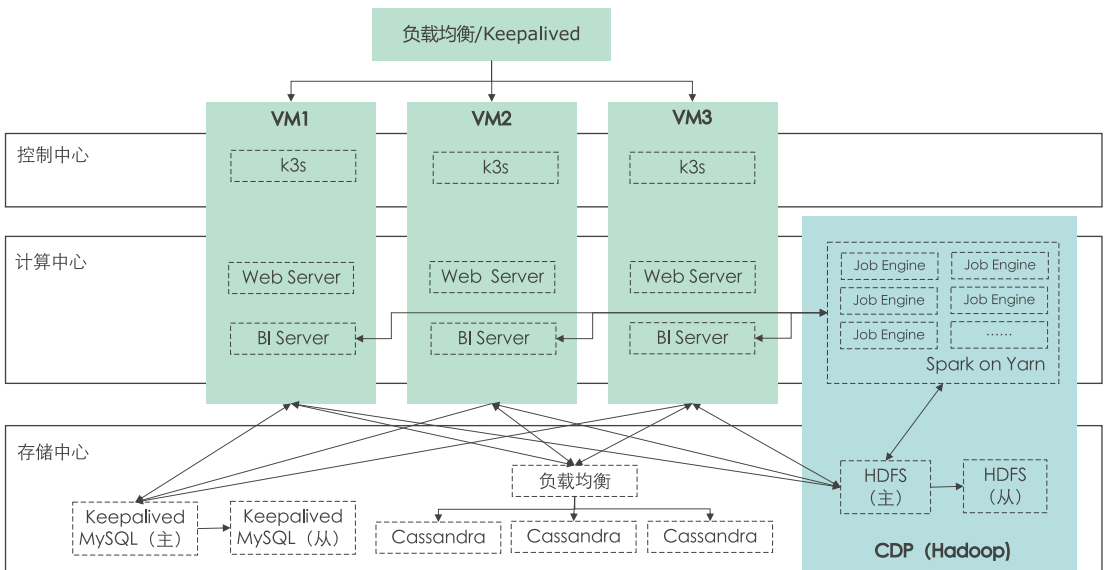 负载均衡/Keepalived
VM1
VM2
VM3
控制中心
k3s
k3s
k3s
计算中心
Web Server
Web Server
Web Server
BI Server
BI Server
BI Server
Job Engine
Job Engine
Job Engine
Job Engine
Job Engine
......
Spark on Yarn
存储中心
Keepalived
MySQL（主）
Keepalived
MySQL（从）
负载均衡
Cassandra
Cassandra
Cassandra
HDFS
（主）
HDFS
（从）
CDP（Hadoop)